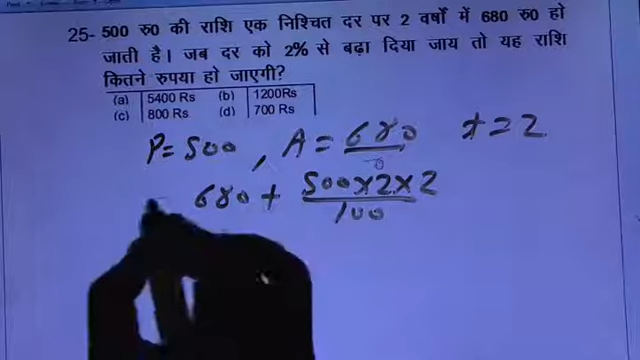 25- 500 रु0 की राशि एक निश्चित दर पर 2 वर्षों में 680 रु0 हो
जाती है। जब दर को 2% से बढ़ा दिया जाय तो यह राशि
कितने रुपया हो जाएगी?
(a) 5400 Rs (b) 1200Rs
(c) 800 Rs (d) 700 Rs
P = 500 , A = 680 t = 2
680 + 500×2×2
100